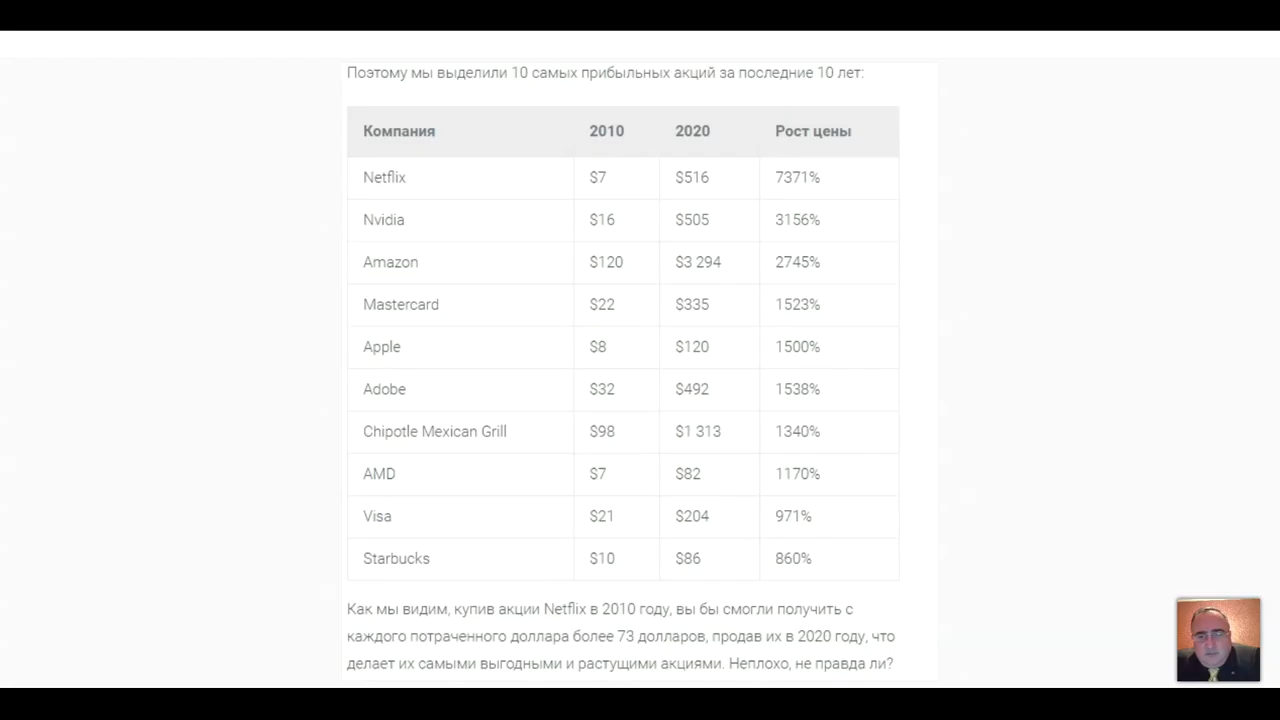 Поэтому мы выделили 10 самых прибыльных акций за последние 10 лет:
Компания 2010 2020 Рост цены
Netflix $7 $516 7371%
Nvidia $16 $505 3156%
Amazon $120 $3 294 2745%
Mastercard $22 $335 1523%
Apple $8 $120 1500%
Adobe $32 $492 1538%
Chipotle Mexican Grill $98 $1 313 1340%
AMD $7 $82 1170%
Visa $21 $204 971%
Starbucks $10 $86 860%
Как мы видим, купив акции Netflix в 2010 году, вы бы смогли получить с
каждого потраченного доллара более 73 долларов, продав их в 2020 году, что
делает их самыми выгодными и растущими акциями. Неплохо, не правда ли?